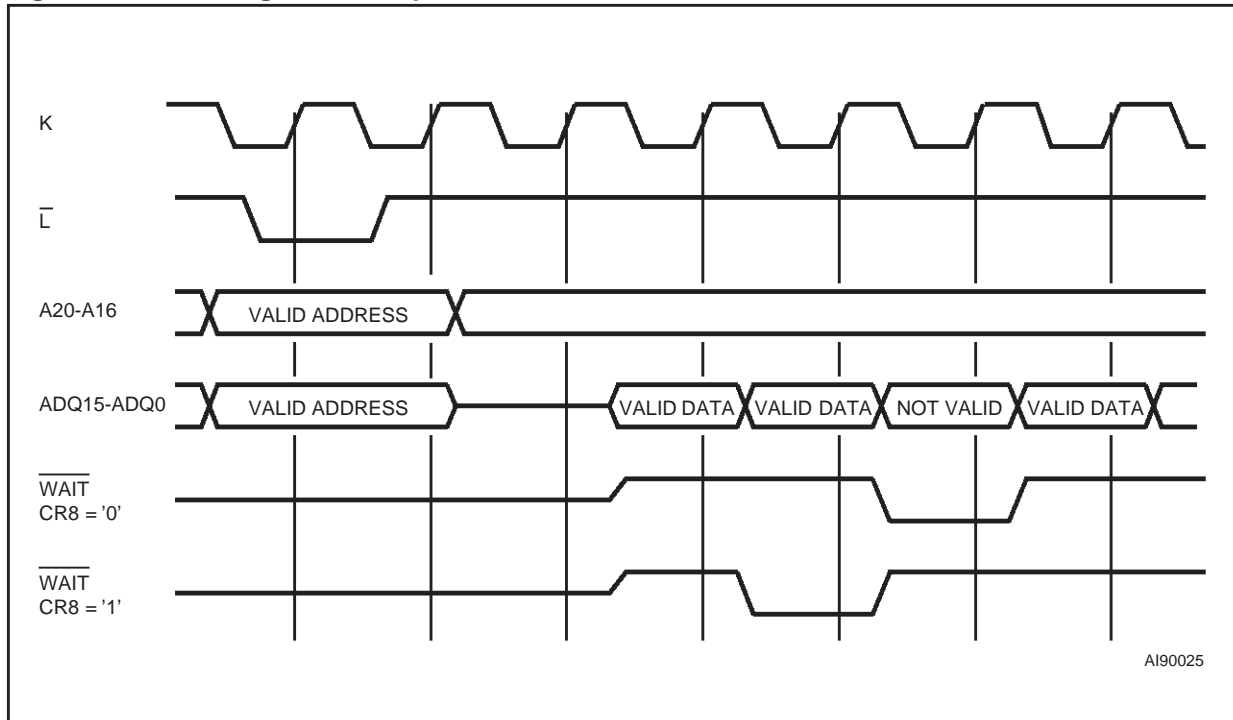 K
L
A20-A16
VALID ADDRESS
ADQ15-ADQ0
VALID ADDRESS
VALID DATA
VALID DATA
NOT VALID
VALID DATA
WAIT
CR8 = '0'
WAIT
CR8 = '1'
AI90025